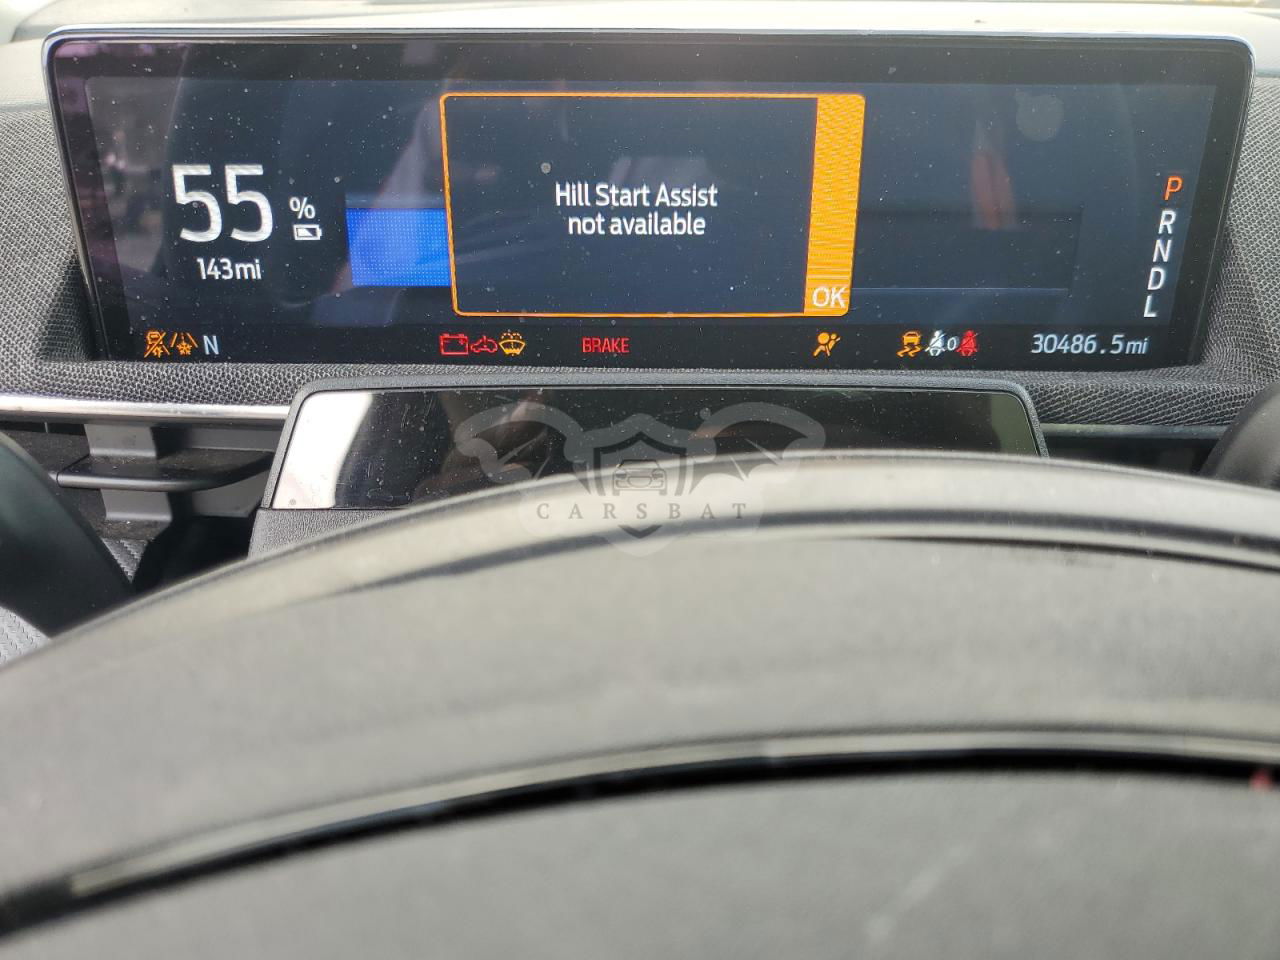 55 %
143mi
Hill Start Assist
not available
OK
P
R
N
D
L
N
BRAKE
0
30486.5mi
CARSBAT